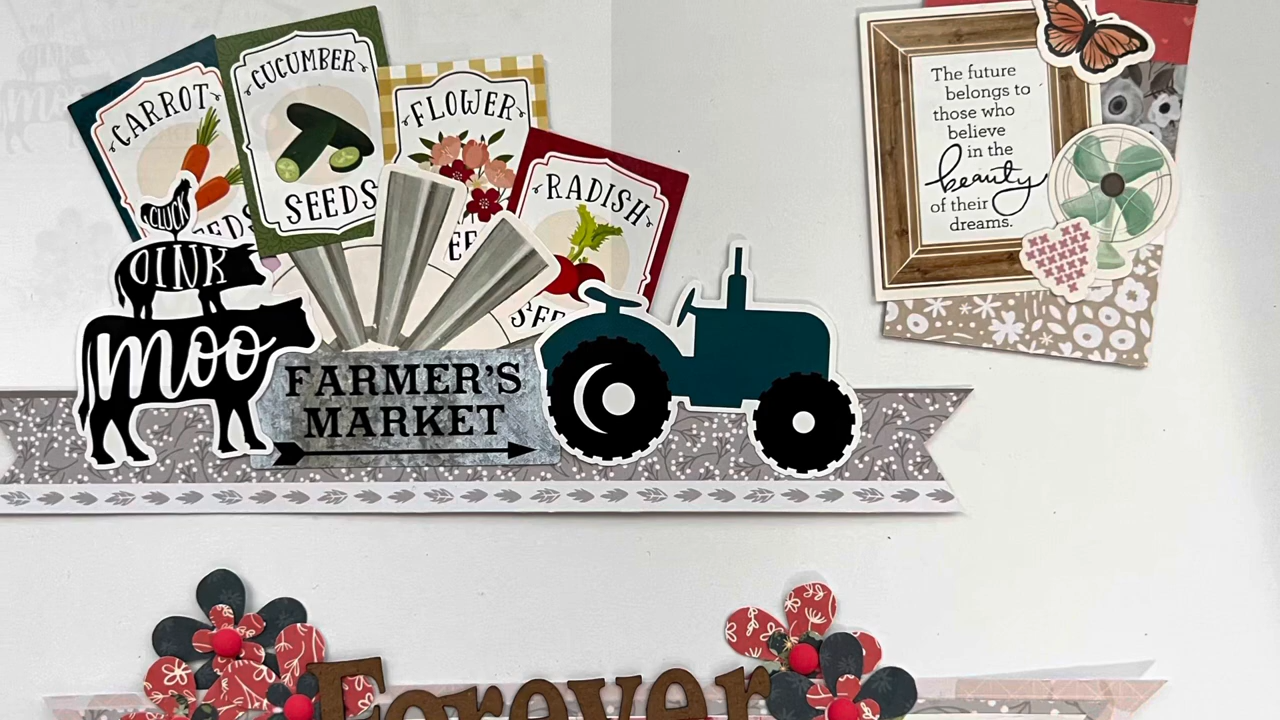 CARROT
SEEDS
CUCUMBER
SEEDS
FLOWER
RADISH
CLUCK
OINK
moo
FARMER'S
MARKET
The future
belongs to
those who
believe
in the
beauty
of their
dreams.
Forever